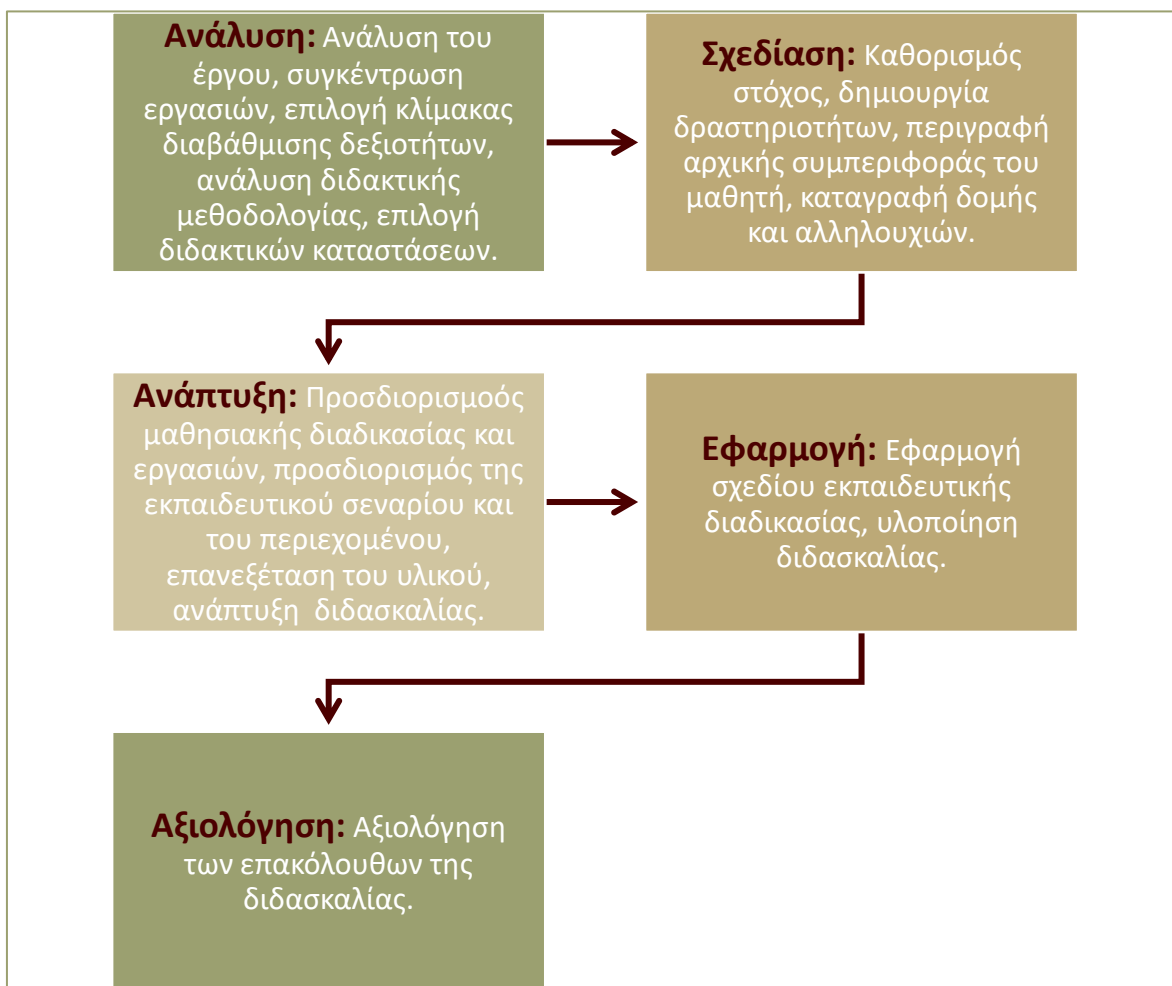 Ανάλυση: Ανάλυση του
έργου, συγκέντρωση
εργασιών, επιλογή κλίμακας
διαβάθμισης δεξιοτήτων,
ανάλυση διδακτικής
μεθοδολογίας, επιλογή
διδακτικών καταστάσεων.
Σχεδίαση: Καθορισμός
στόχος, δημιουργία
δραστηριοτήτων, περιγραφή
αρχικής συμπεριφοράς του
μαθητή, καταγραφή δομής
και αλληλουχιών.
Ανάπτυξη: Προσδιορισμοός
μαθησιακής διαδικασίας και
εργασιών, προσδιορισμός της
εκπαιδευτικού σεναρίου και
του περιεχομένου,
επανεξέταση του υλικού,
ανάπτυξη διδασκαλίας.
Εφαρμογή: Εφαρμογή
σχεδίου εκπαιδευτικής
διαδικασίας, υλοποίηση
διδασκαλίας.
Αξιολόγηση: Αξιολόγηση
των επακόλουθων της
διδασκαλίας.